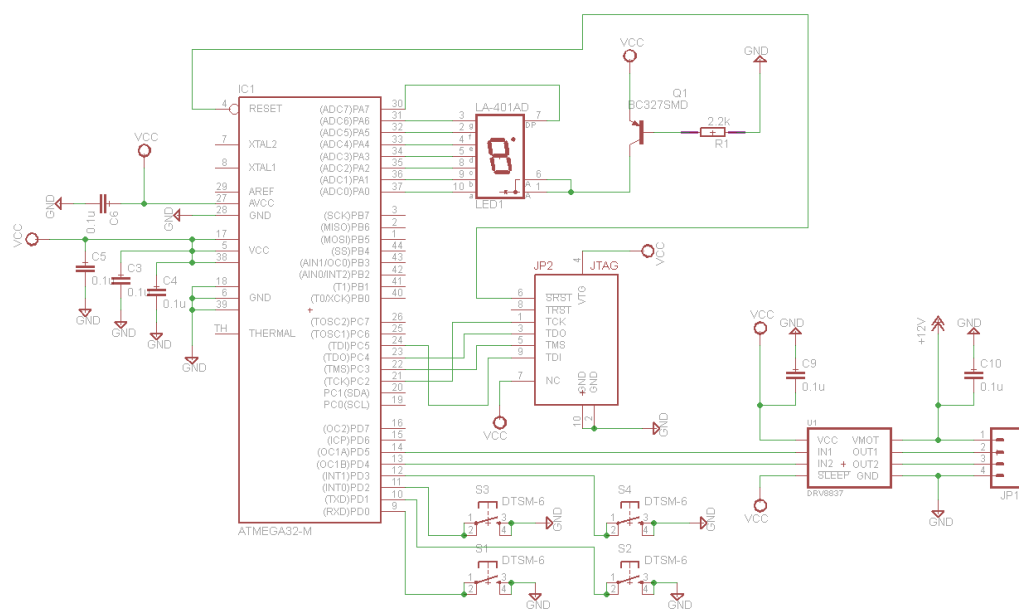 VCC
GND
Q1
BC327SMD
2.2k
R1
IC1
4 RESET
7 XTAL2
8 XTAL1
29 AREF
27 AVCC
28 GND
17
5 VCC
38
18
6 GND
39
TH THERMAL
ATMEGA32-M
(ADC7)PA7 30
(ADC6)PA6 31
(ADC5)PA5 32
(ADC4)PA4 33
(ADC3)PA3 34
(ADC2)PA2 35
(ADC1)PA1 36
(ADC0)PA0 37
(SCK)PB7 3
(MISO)PB6 2
(MOSI)PB5 1
(SS)PB4 44
(AIN1/OC0)PB3 43
(AIN0/INT2)PB2 42
(T1)PB1 41
(T0/XCK)PB0 40
(TOSC2)PC7 26
(TOSC1)PC6 25
(TDI)PC5 24
(TDO)PC4 23
(TMS)PC3 22
(TCK)PC2 21
PC1(SDA) 20
PC0(SCL) 19
(OC2)PD7 16
(ICP)PD6 15
(OC1A)PD5 14
(OC1B)PD4 13
(INT1)PD3 12
(INT0)PD2 11
(TXD)PD1 10
(RXD)PD0 9
LA-401AD
3 g
2 f
4 e
5 d
8 c
9 b
10 a
7 DP
6 A
1 A
LED1
VCC
GND
0.1u
C6
GND
VCC
C5
0.1u
GND
C3
0.1u
GND
C4
0.1u
GND
GND
JP2
JTAG
4
VTG
VCC
6 SRST
8 TRST
1 TCK
3 TDO
5 TMS
9 TDI
7 NC
GND
GND
10
2
VCC
GND
VCC
GND
C9
0.1u
+12V
GND
C10
0.1u
U1
VCC VMOT
IN1 OUT1
IN2 OUT2
SLEEP GND
DRV8837
VCC
GND
1
2
3
4
JP1
S3
DTSM-6
1 3
2 4
GND
S4
DTSM-6
1 3
2 4
GND
S1
DTSM-6
1 3
2 4
GND
S2
DTSM-6
1 3
2 4
GND